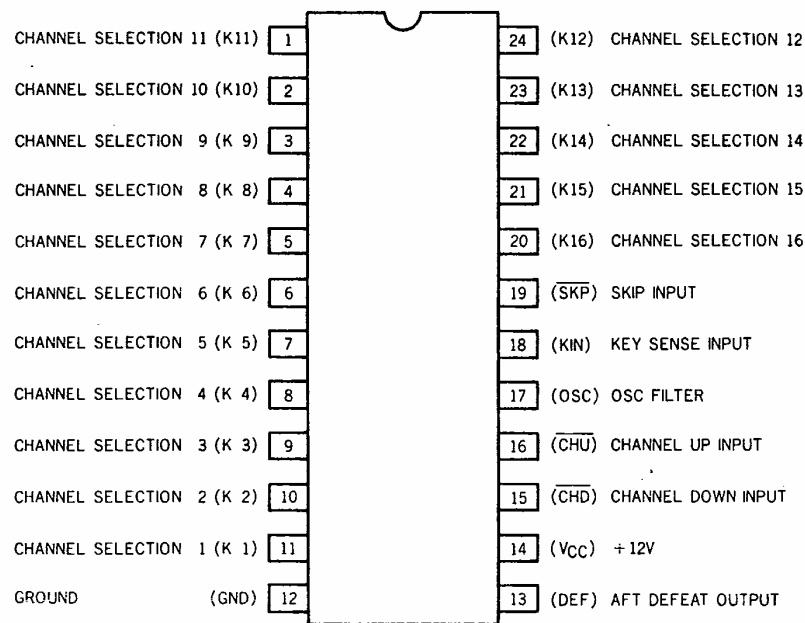 CHANNEL SELECTION 11 (K11) 1 24 (K12) CHANNEL SELECTION 12
CHANNEL SELECTION 10 (K10) 2 23 (K13) CHANNEL SELECTION 13
CHANNEL SELECTION 9 (K 9) 3 22 (K14) CHANNEL SELECTION 14
CHANNEL SELECTION 8 (K 8) 4 21 (K15) CHANNEL SELECTION 15
CHANNEL SELECTION 7 (K 7) 5 20 (K16) CHANNEL SELECTION 16
CHANNEL SELECTION 6 (K 6) 6 19 (S̅K̅P̅) SKIP INPUT
CHANNEL SELECTION 5 (K 5) 7 18 (KIN) KEY SENSE INPUT
CHANNEL SELECTION 4 (K 4) 8 17 (OSC) OSC FILTER
CHANNEL SELECTION 3 (K 3) 9 16 (C̅H̅U̅) CHANNEL UP INPUT
CHANNEL SELECTION 2 (K 2) 10 15 (C̅H̅D̅) CHANNEL DOWN INPUT
CHANNEL SELECTION 1 (K 1) 11 14 (VCC) +12V
GROUND (GND) 12 13 (DEF) AFT DEFEAT OUTPUT